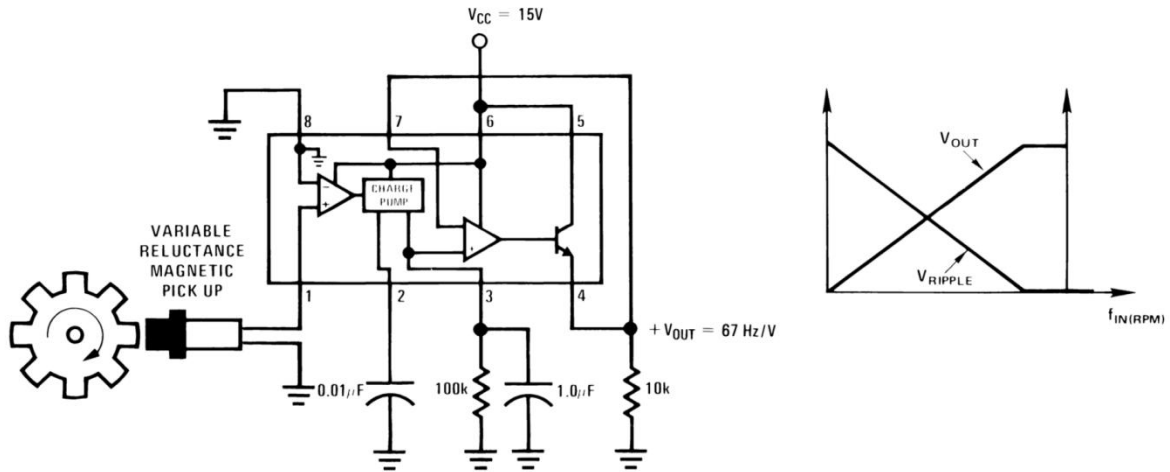 V_CC = 15V
8 7 6 5
CHARGE
PUMP
VARIABLE
RELUCTANCE
MAGNETIC
PICK UP
1 2 3 4
+ V_OUT = 67 Hz/V
0.01μF 100k 1.0μF 10k
V_OUT
V_RIPPLE
f_IN(RPM)